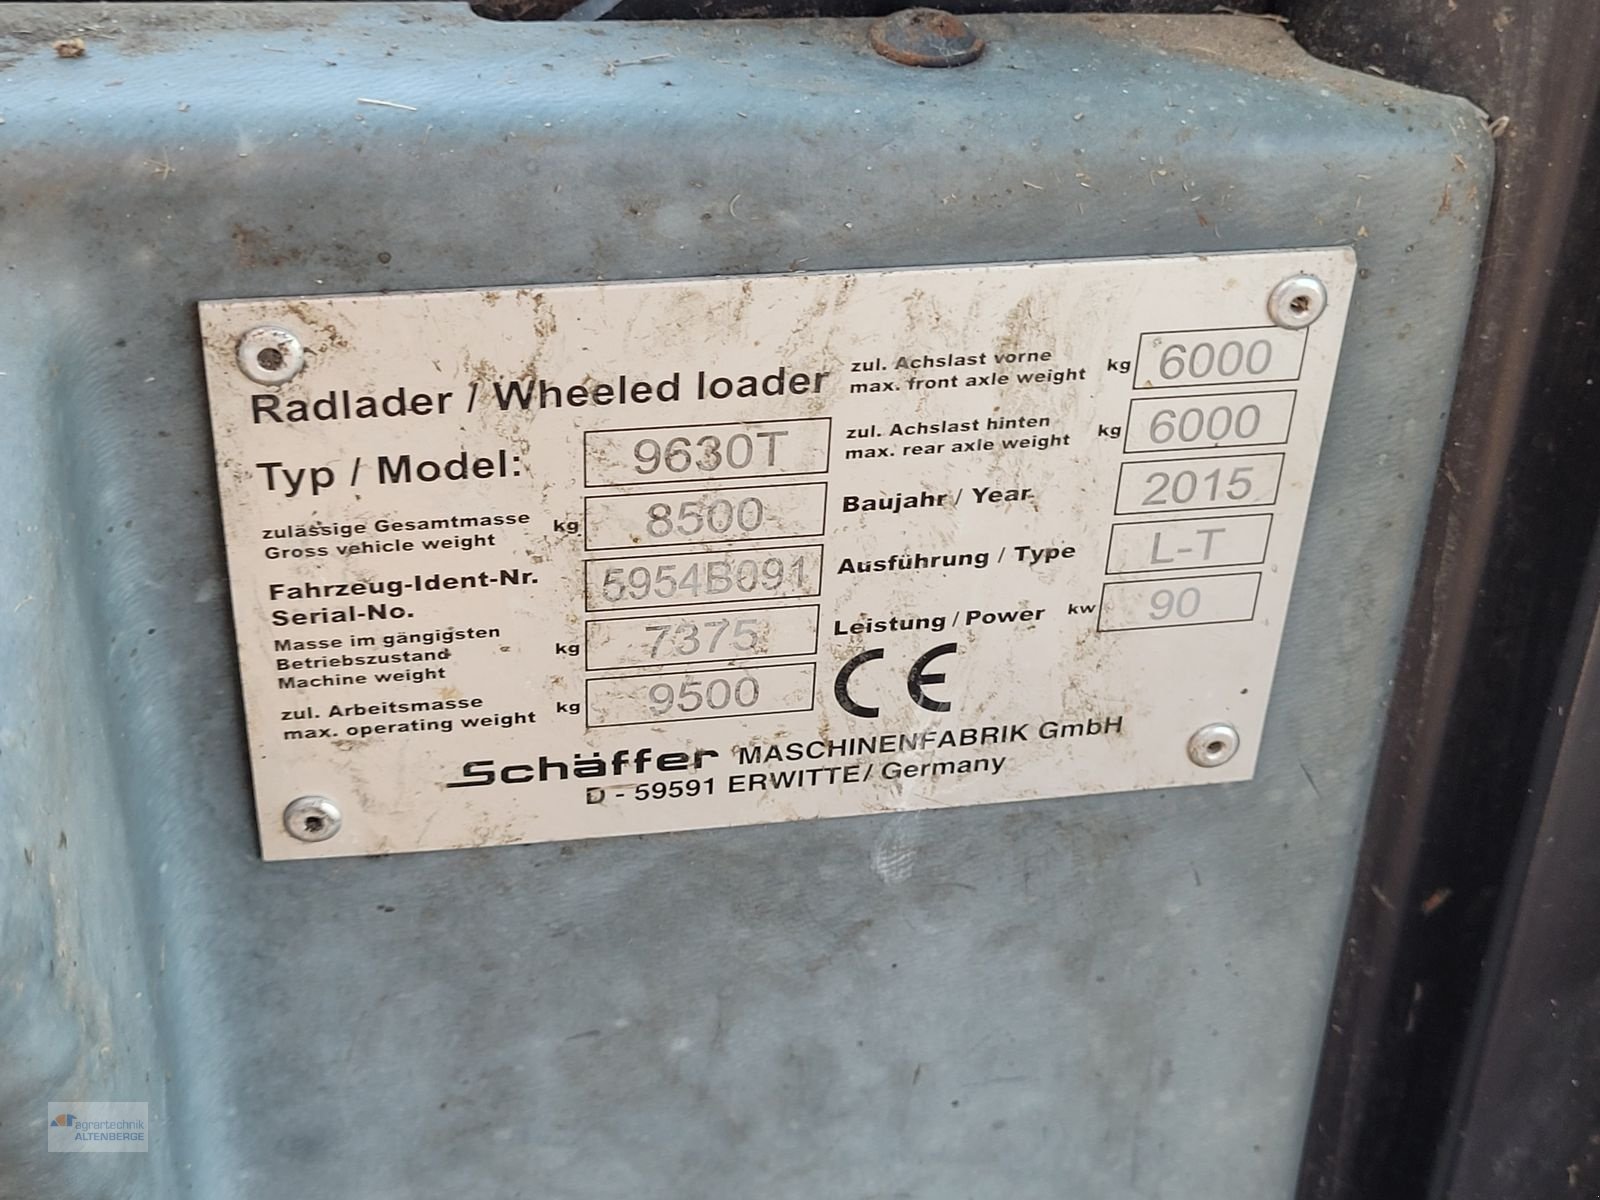 Radlader / Wheeled loader
Typ / Model: 9630T
zulässige Gesamtmasse
Gross vehicle weight kg 8500
Fahrzeug-Ident-Nr.
Serial-No. 5954B091
Masse im gängigsten
Betriebszustand
Machine weight kg 7375
zul. Arbeitsmasse
max. operating weight kg 9500
zul. Achslast vorne
max. front axle weight kg 6000
zul. Achslast hinten
max. rear axle weight kg 6000
Baujahr / Year 2015
Ausführung / Type L-T
Leistung / Power kw 90
CE
Schäffer MASCHINENFABRIK GmbH
D - 59591 ERWITTE / Germany
agrartechnik
ALTENBERGE